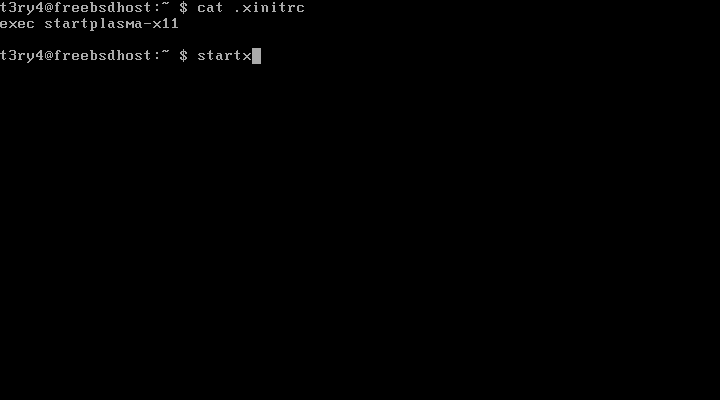 t3ry4@freebsdhost:~ $ cat .xinitrc
exec startplasma-x11
t3ry4@freebsdhost:~ $ startx